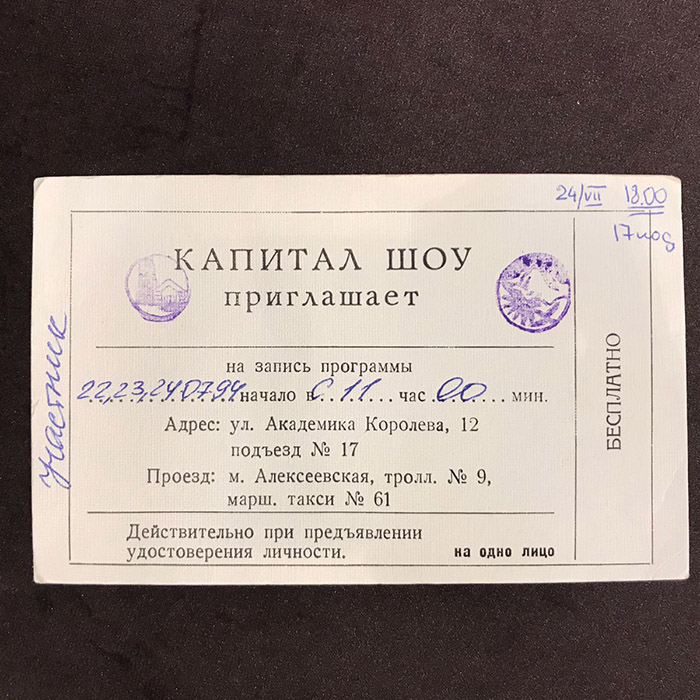 24/VII 18.00
17 под
КАПИТАЛ ШОУ
приглашает
участник
на запись программы
22,23,24 07 94 начало в с 11 час 00 мин.
Адрес: ул. Академика Королева, 12
подъезд № 17
Проезд: м. Алексеевская, тролл. № 9,
марш. такси № 61
Действительно при предъявлении
удостоверения личности.
на одно лицо
БЕСПЛАТНО